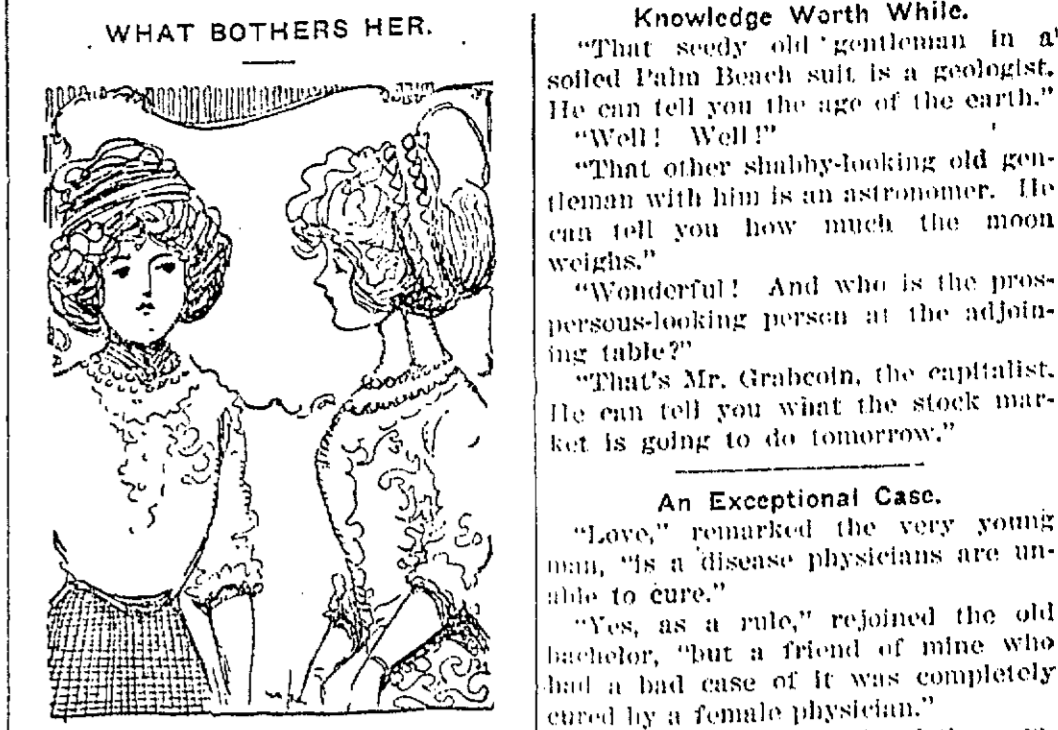 WHAT BOTHERS HER.
Knowledge Worth While.
"That seedy old gentleman in a
soiled Palm Beach suit is a geologist.
He can tell you the age of the earth."
"Well! Well!"
"That other shabby-looking old gen-
tleman with him is an astronomer. He
can tell you how much the moon
weighs."
"Wonderful! And who is the pros-
persous-looking person at the adjoin-
ing table?"
"That's Mr. Grabcoin, the capitalist.
He can tell you what the stock mar-
ket is going to do tomorrow."
An Exceptional Case.
"Love," remarked the very young
man, "is a disease physicians are un-
able to cure."
"Yes, as a rule," rejoined the old
bachelor, "but a friend of mine who
had a bad case of it was completely
cured by a female physician."